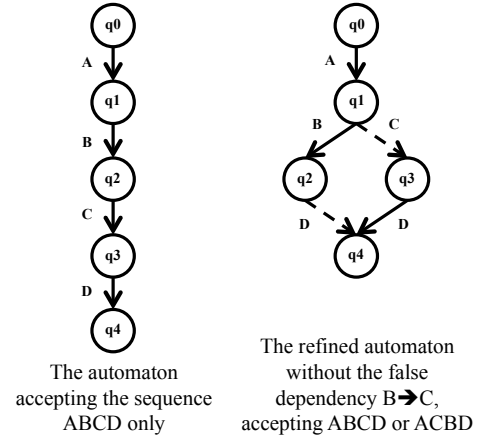 q0
A
q1
B
q2
C
q3
D
q4
The automaton
accepting the sequence
ABCD only
q0
A
q1
B C
q2 q3
D D
q4
The refined automaton
without the false
dependency B➔C,
accepting ABCD or ACBD